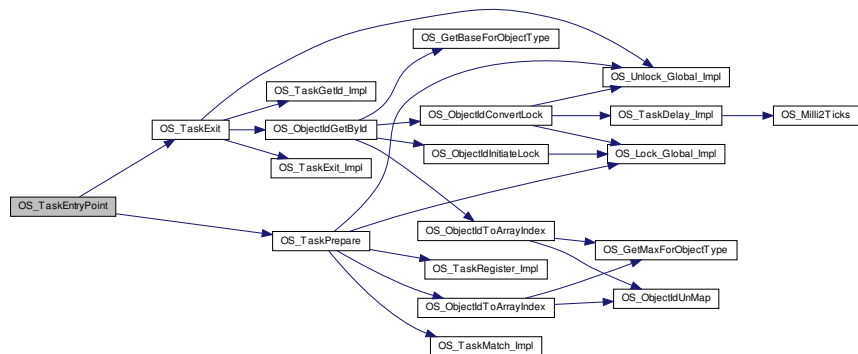 OS_GetBaseForObjectType
OS_Unlock_Global_Impl
OS_TaskGetId_Impl
OS_ObjectIdConvertLock
OS_TaskDelay_Impl
OS_Milli2Ticks
OS_TaskExit
OS_ObjectIdGetById
OS_ObjectIdInitiateLock
OS_Lock_Global_Impl
OS_TaskExit_Impl
OS_TaskEntryPoint
OS_ObjectIdToArrayIndex
OS_TaskPrepare
OS_GetMaxForObjectType
OS_TaskRegister_Impl
OS_ObjectIdUnMap
OS_ObjectIdToArrayIndex
OS_TaskMatch_Impl